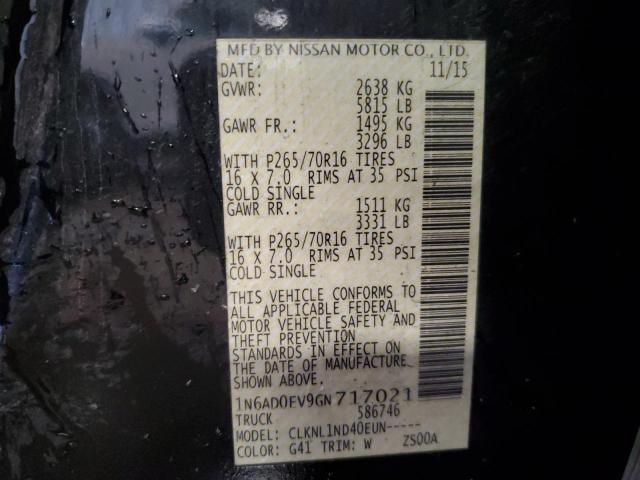 MFD BY NISSAN MOTOR CO., LTD.
DATE: 11/15
GVWR: 2638 KG
5815 LB
GAWR FR.: 1495 KG
3296 LB
WITH P265/70R16 TIRES
16 X 7.0 RIMS AT 35 PSI
COLD SINGLE
GAWR RR.: 1511 KG
3331 LB
WITH P265/70R16 TIRES
16 X 7.0 RIMS AT 35 PSI
COLD SINGLE
THIS VEHICLE CONFORMS TO
ALL APPLICABLE FEDERAL
MOTOR VEHICLE SAFETY AND
THEFT PREVENTION
STANDARDS IN EFFECT ON
THE DATE OF MANUFACTURE
SHOWN ABOVE.
1N6AD0EV9GN717021
TRUCK 586746
MODEL: CLKNL1ND40EUN-----
COLOR: G41 TRIM: W ZS00A